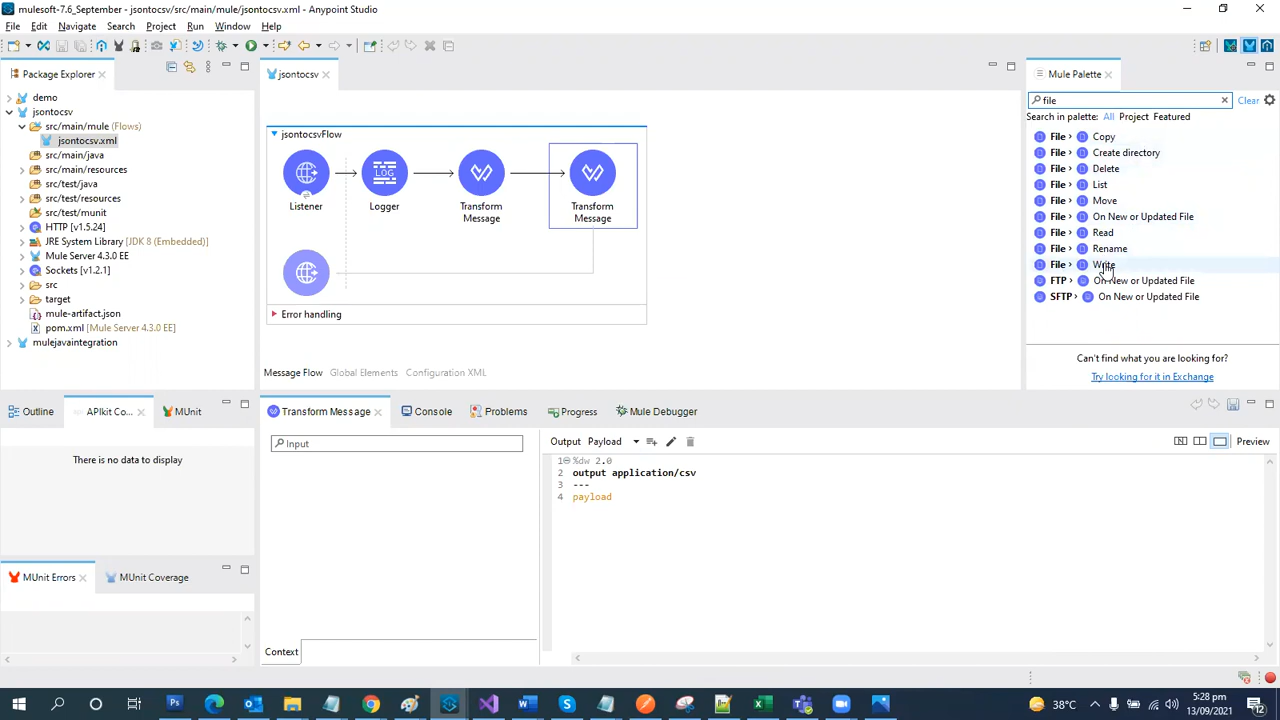 mulesoft-7.6_September - jsontocsv/src/main/mule/jsontocsv.xml - Anypoint Studio
File Edit Navigate Search Project Run Window Help
Package Explorer
jsontocsv
Mule Palette
demo
jsontocsv
src/main/mule (Flows)
jsontocsv.xml
src/main/java
src/main/resources
src/test/java
src/test/resources
src/test/munit
HTTP [v1.5.24]
JRE System Library [JDK 8 (Embedded)]
Mule Server 4.3.0 EE
Sockets [v1.2.1]
src
target
mule-artifact.json
pom.xml [Mule Server 4.3.0 EE]
mulejavaintegration
jsontocsvFlow
LOG
Listener
Logger
Transform Message
Transform Message
Error handling
Message Flow Global Elements Configuration XML
file
Clear
Search in palette: All Project Featured
File > Copy
File > Create directory
File > Delete
File > List
File > Move
File > On New or Updated File
File > Read
File > Rename
File > Write
FTP > On New or Updated File
SFTP > On New or Updated File
Can't find what you are looking for?
Try looking for it in Exchange
Outline
APIkit Co...
MUnit
There is no data to display
MUnit Errors
MUnit Coverage
Transform Message
Console
Problems
Progress
Mule Debugger
Input
Context
Output Payload
Preview
1 %dw 2.0
2 output application/csv
3 ---
4 payload
38°C
5:28 pm
13/09/2021
12